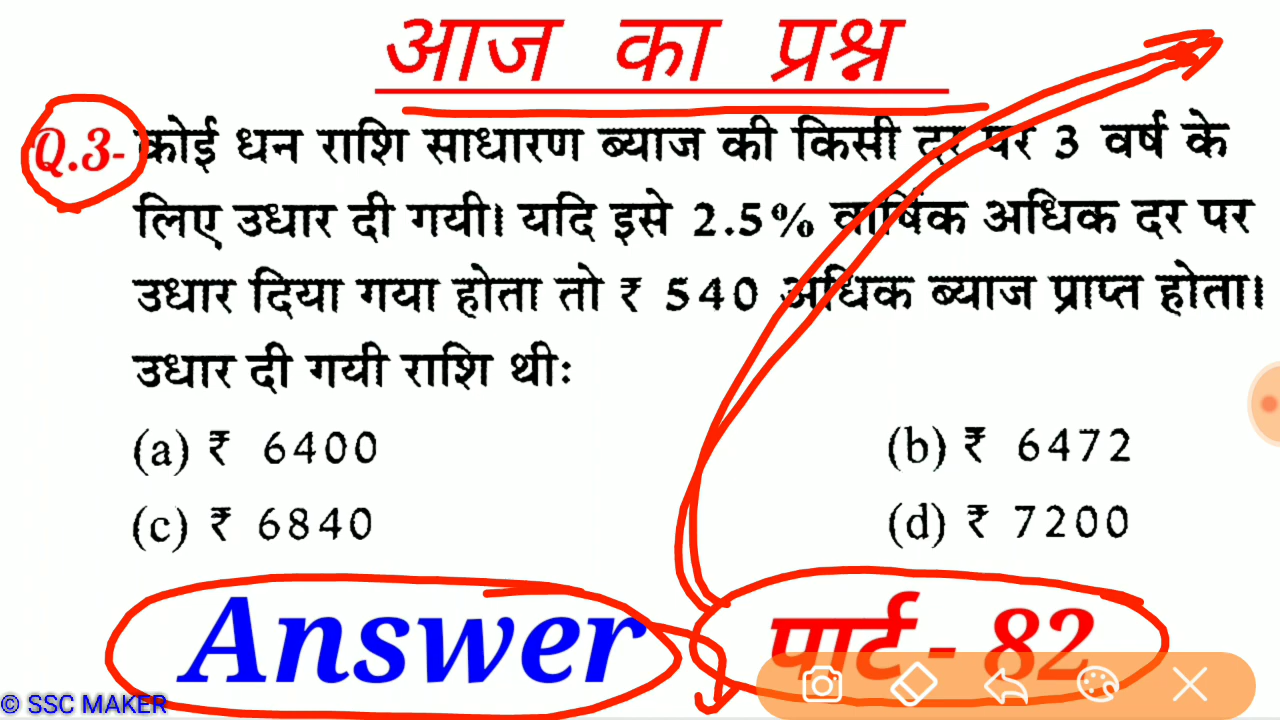 आज का प्रश्न
Q.3- कोई धन राशि साधारण ब्याज की किसी दर पर 3 वर्ष के
लिए उधार दी गयी। यदि इसे 2.5% वार्षिक अधिक दर पर
उधार दिया गया होता तो ₹ 540 अधिक ब्याज प्राप्त होता।
उधार दी गयी राशि थीः
(a) ₹ 6400 (b) ₹ 6472
(c) ₹ 6840 (d) ₹ 7200
Answer पार्ट - 82
© SSC MAKER